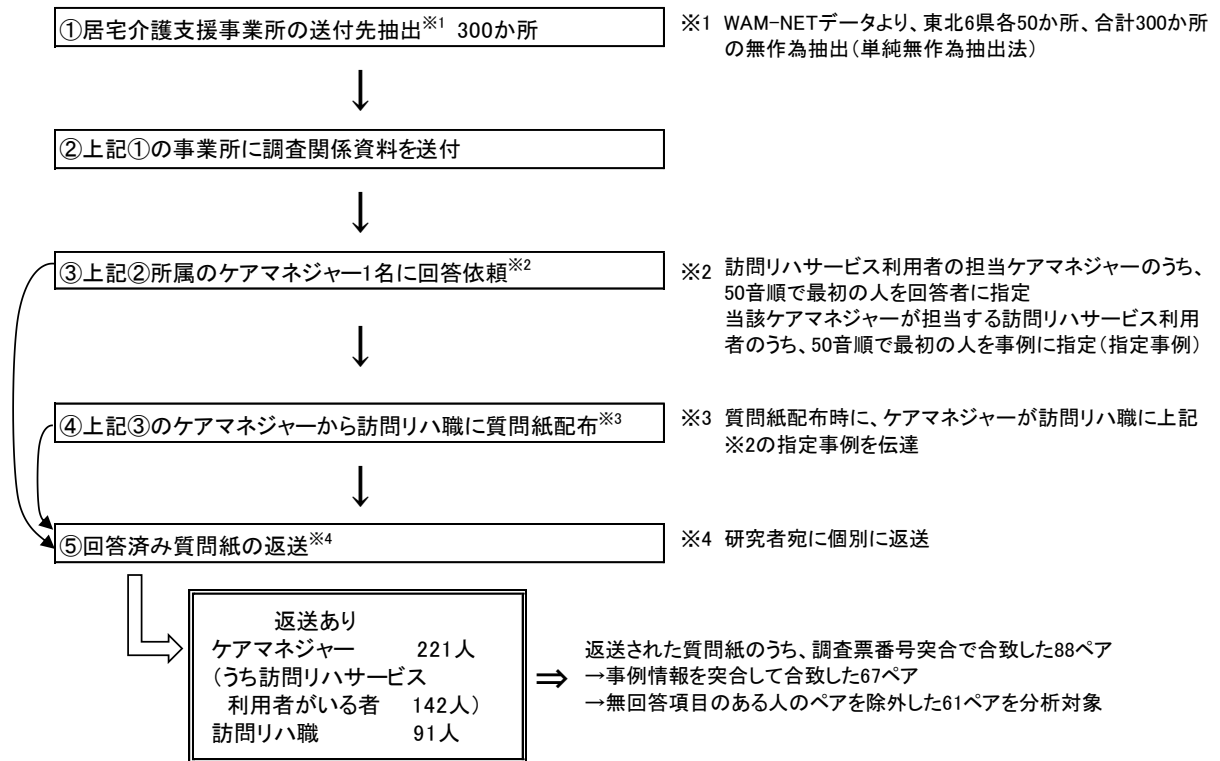 ①居宅介護支援事業所の送付先抽出※1 300か所
※1 WAM-NETデータより、東北6県各50か所、合計300か所
の無作為抽出(単純無作為抽出法)
↓
②上記①の事業所に調査関係資料を送付
↓
③上記②所属のケアマネジャー1名に回答依頼※2
※2 訪問リハサービス利用者の担当ケアマネジャーのうち、
50音順で最初の人を回答者に指定
当該ケアマネジャーが担当する訪問リハサービス利用
者のうち、50音順で最初の人を事例に指定(指定事例)
↓
④上記③のケアマネジャーから訪問リハ職に質問紙配布※3
※3 質問紙配布時に、ケアマネジャーが訪問リハ職に上記
※2の指定事例を伝達
↓
⑤回答済み質問紙の返送※4
※4 研究者宛に個別に返送
返送あり
ケアマネジャー 221人
(うち訪問リハサービス
利用者がいる者 142人)
訪問リハ職 91人
⇒
返送された質問紙のうち、調査票番号突合で合致した88ペア
→事例情報を突合して合致した67ペア
→無回答項目のある人のペアを除外した61ペアを分析対象